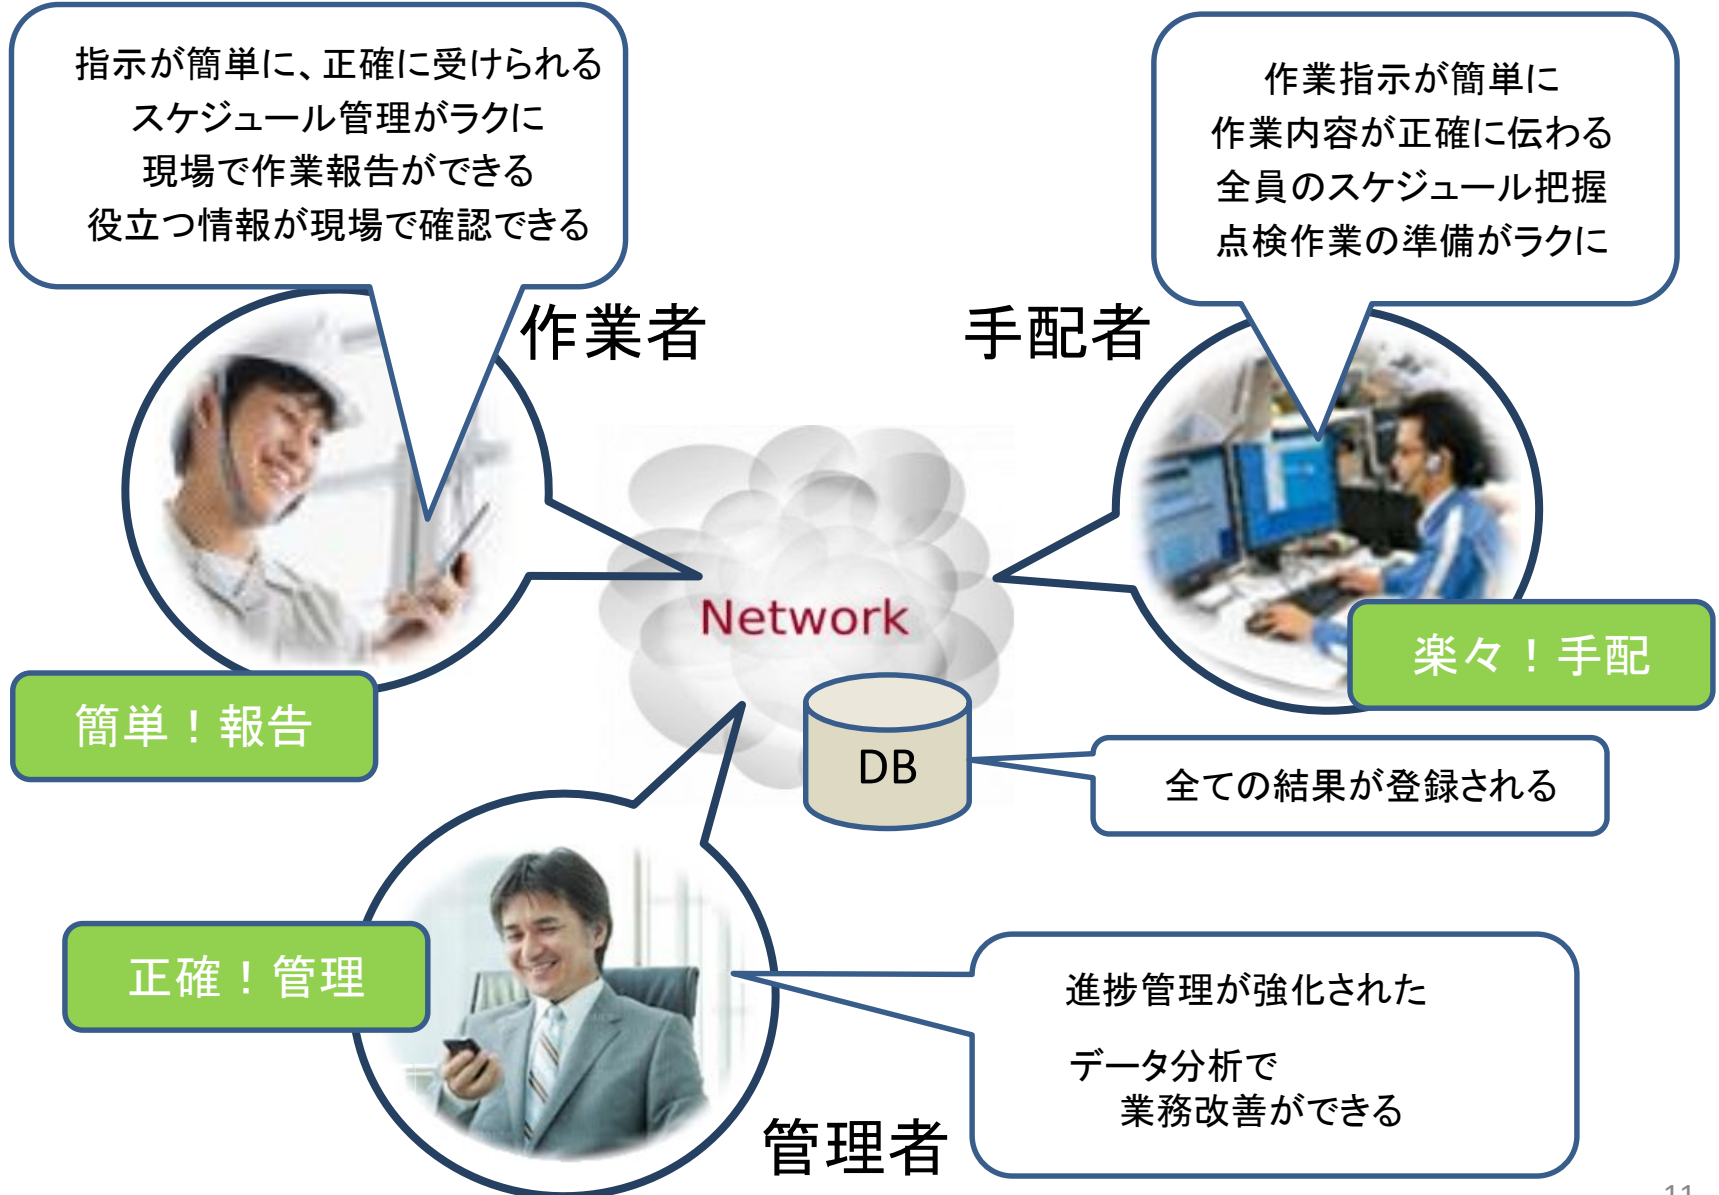 指示が簡単に、正確に受けられる
スケジュール管理がラクに
現場で作業報告ができる
役立つ情報が現場で確認できる
作業指示が簡単に
作業内容が正確に伝わる
全員のスケジュール把握
点検作業の準備がラクに
作業者
手配者
Network
楽々！手配
簡単！報告
DB
全ての結果が登録される
正確！管理
進捗管理が強化された
データ分析で
業務改善ができる
管理者
11